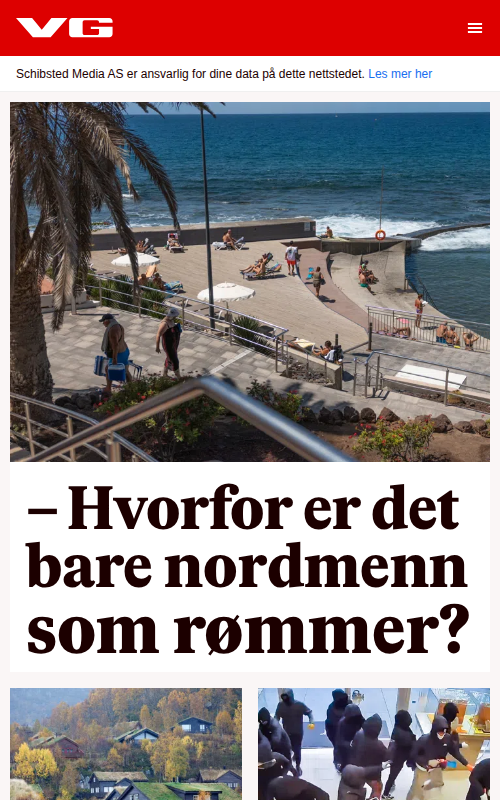 VG
Schibsted Media AS er ansvarlig for dine data på dette nettstedet. Les mer her
– Hvorfor er det
bare nordmenn
som rømmer?